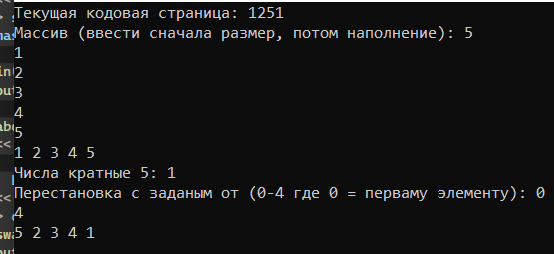 Текущая кодовая страница: 1251
Массив (ввести сначала размер, потом наполнение): 5
1
2
3
4
5
1 2 3 4 5
Числа кратные 5: 1
Перестановка с заданым от (0-4 где 0 = перваму элементу): 0
4
5 2 3 4 1